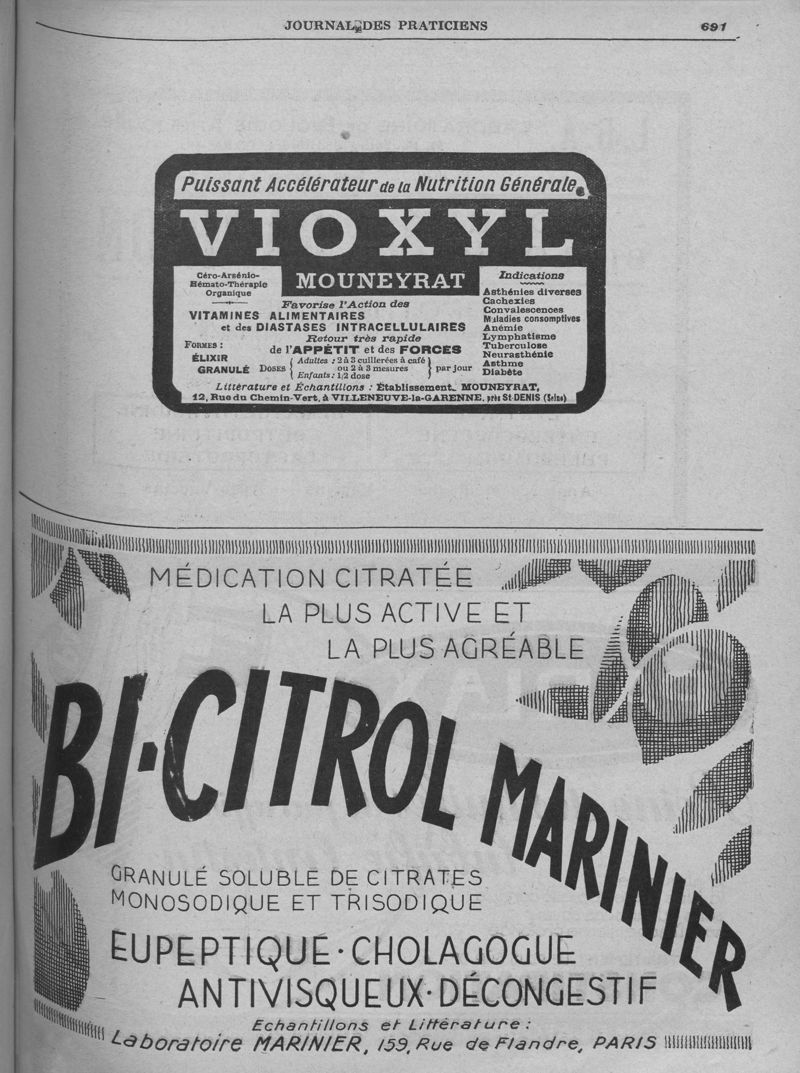 JOURNAL DES PRATICIENS 691
Puissant Accélérateur de la Nutrition Générale
VIOXYL
MOUNEYRAT
Céro-Arsénio-
Hémato-Thérapie
Organique
Favorise l'Action des
VITAMINES ALIMENTAIRES
et des DIASTASES INTRACELLULAIRES
Retour très rapide
de l'APPÉTIT et des FORCES
FORMES :
ÉLIXIR
GRANULÉ
DOSES { Adultes : 2 à 3 cuillerées à café
ou 2 à 3 mesures
Enfants : 1/2 dose } par jour
Indications
Asthénies diverses
Cachexies
Convalescences
Maladies consomptives
Anémie
Lymphatisme
Tuberculose
Neurasthénie
Asthme
Diabète
Littérature et Échantillons : Établissement MOUNEYRAT,
12, Rue du Chemin-Vert, à VILLENEUVE-la-GARENNE, près St-DENIS (Seine)
MÉDICATION CITRATÉE
LA PLUS ACTIVE ET
LA PLUS AGRÉABLE
BI-CITROL MARINIER
GRANULÉ SOLUBLE DE CITRATES
MONOSODIQUE ET TRISODIQUE
EUPEPTIQUE · CHOLAGOGUE
ANTIVISQUEUX · DÉCONGESTIF
Echantillons et Littérature :
Laboratoire MARINIER, 159, Rue de Flandre, PARIS